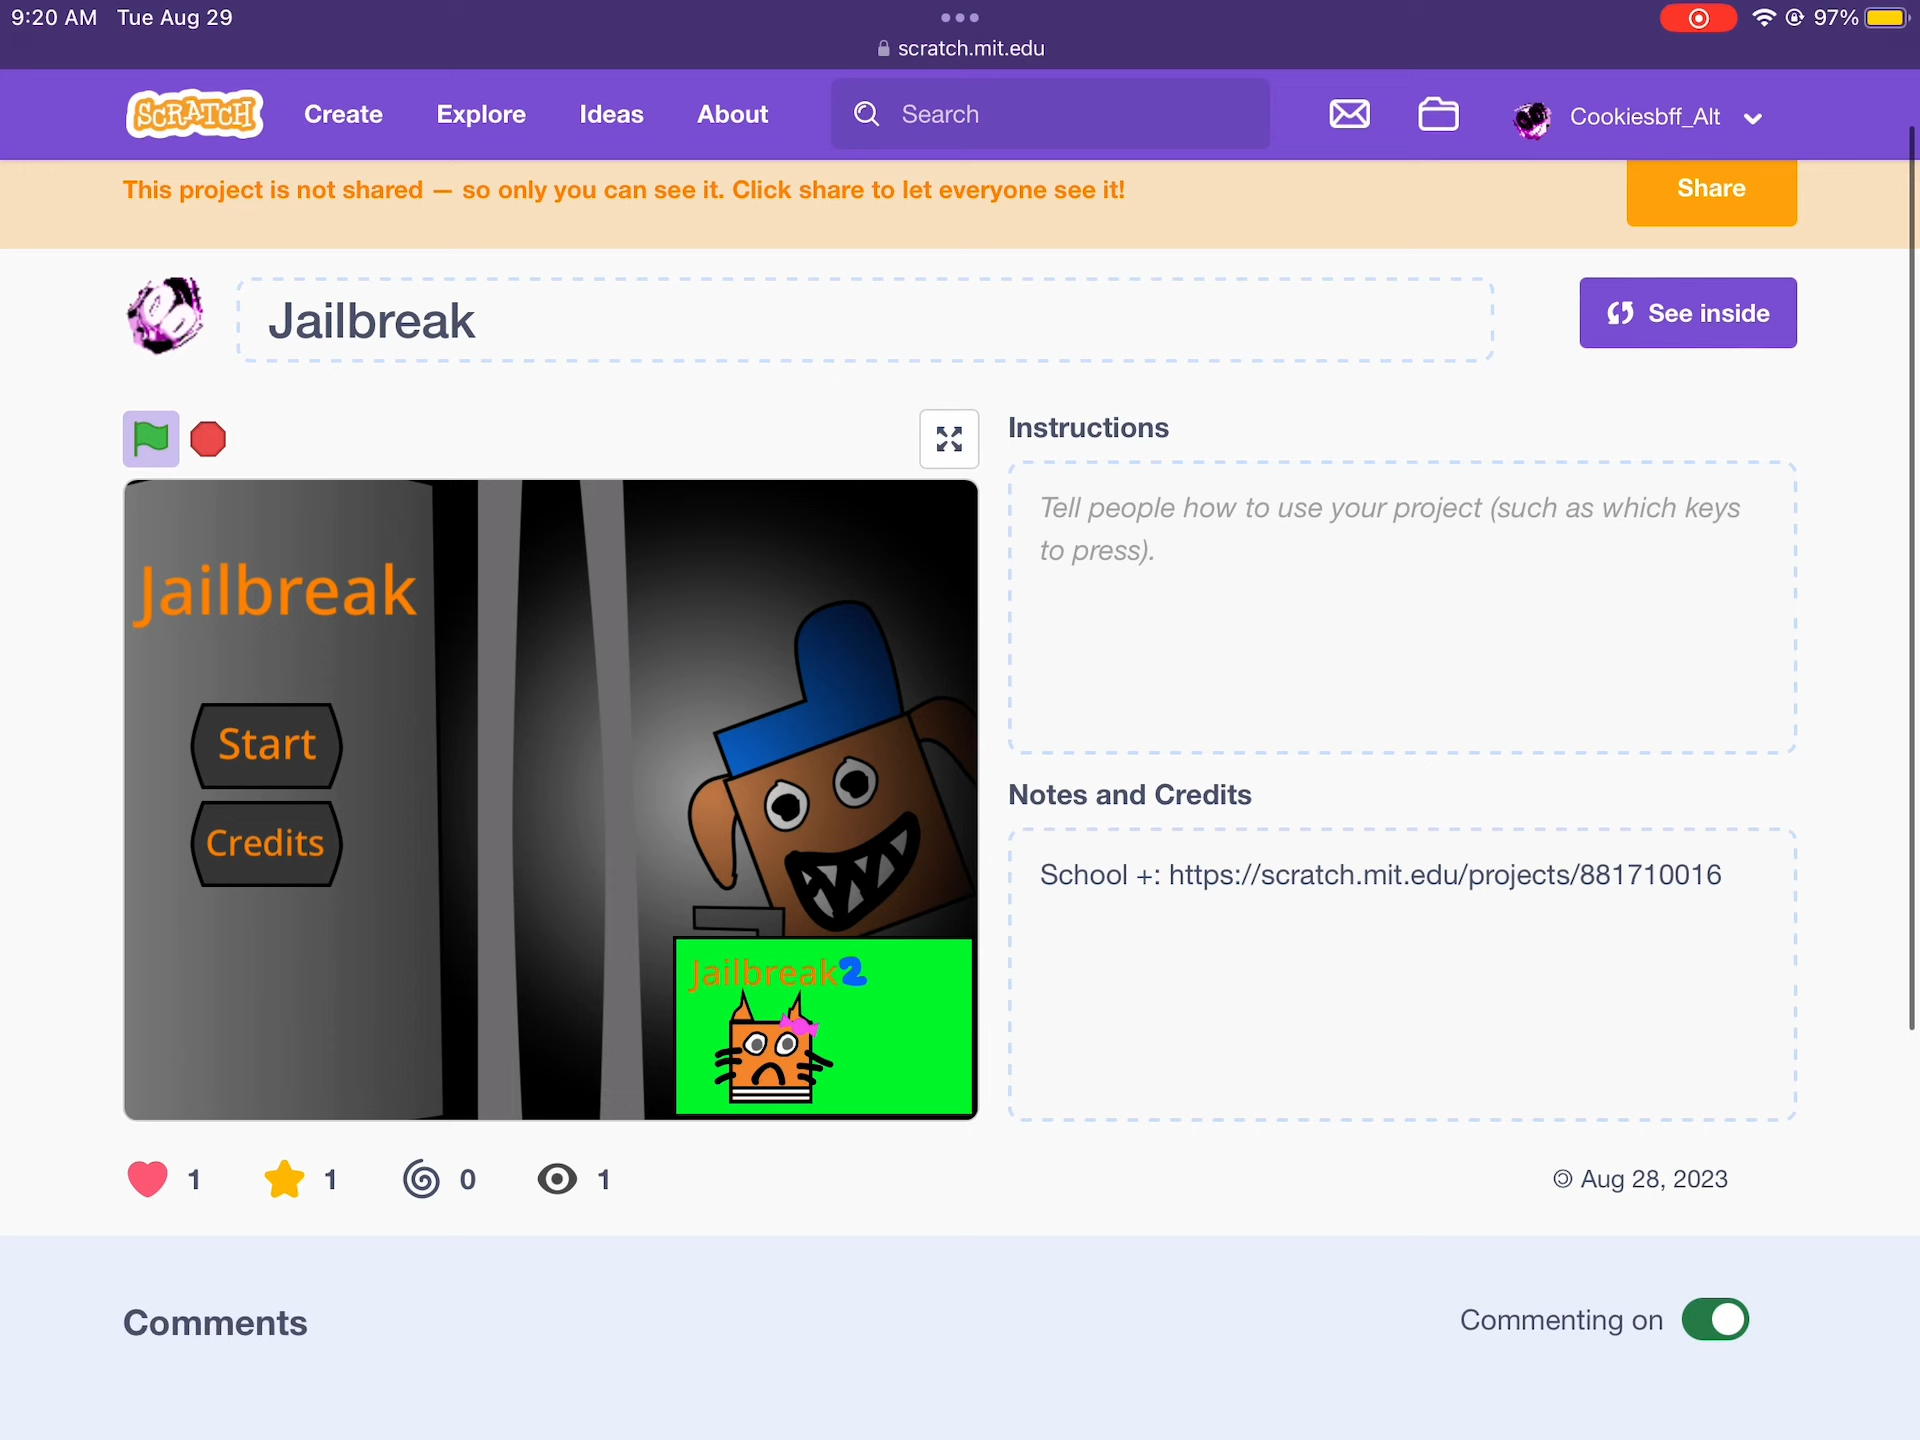 9:20 AM Tue Aug 29
97%
scratch.mit.edu
SCRATCH
Create
Explore
Ideas
About
Search
Cookiesbff_Alt
This project is not shared — so only you can see it. Click share to let everyone see it!
Share
Jailbreak
See inside
Jailbreak
Start
Credits
Jailbreak2
Instructions
Tell people how to use your project (such as which keys
to press).
Notes and Credits
School +: https://scratch.mit.edu/projects/881710016
1
1
0
1
© Aug 28, 2023
Comments
Commenting on